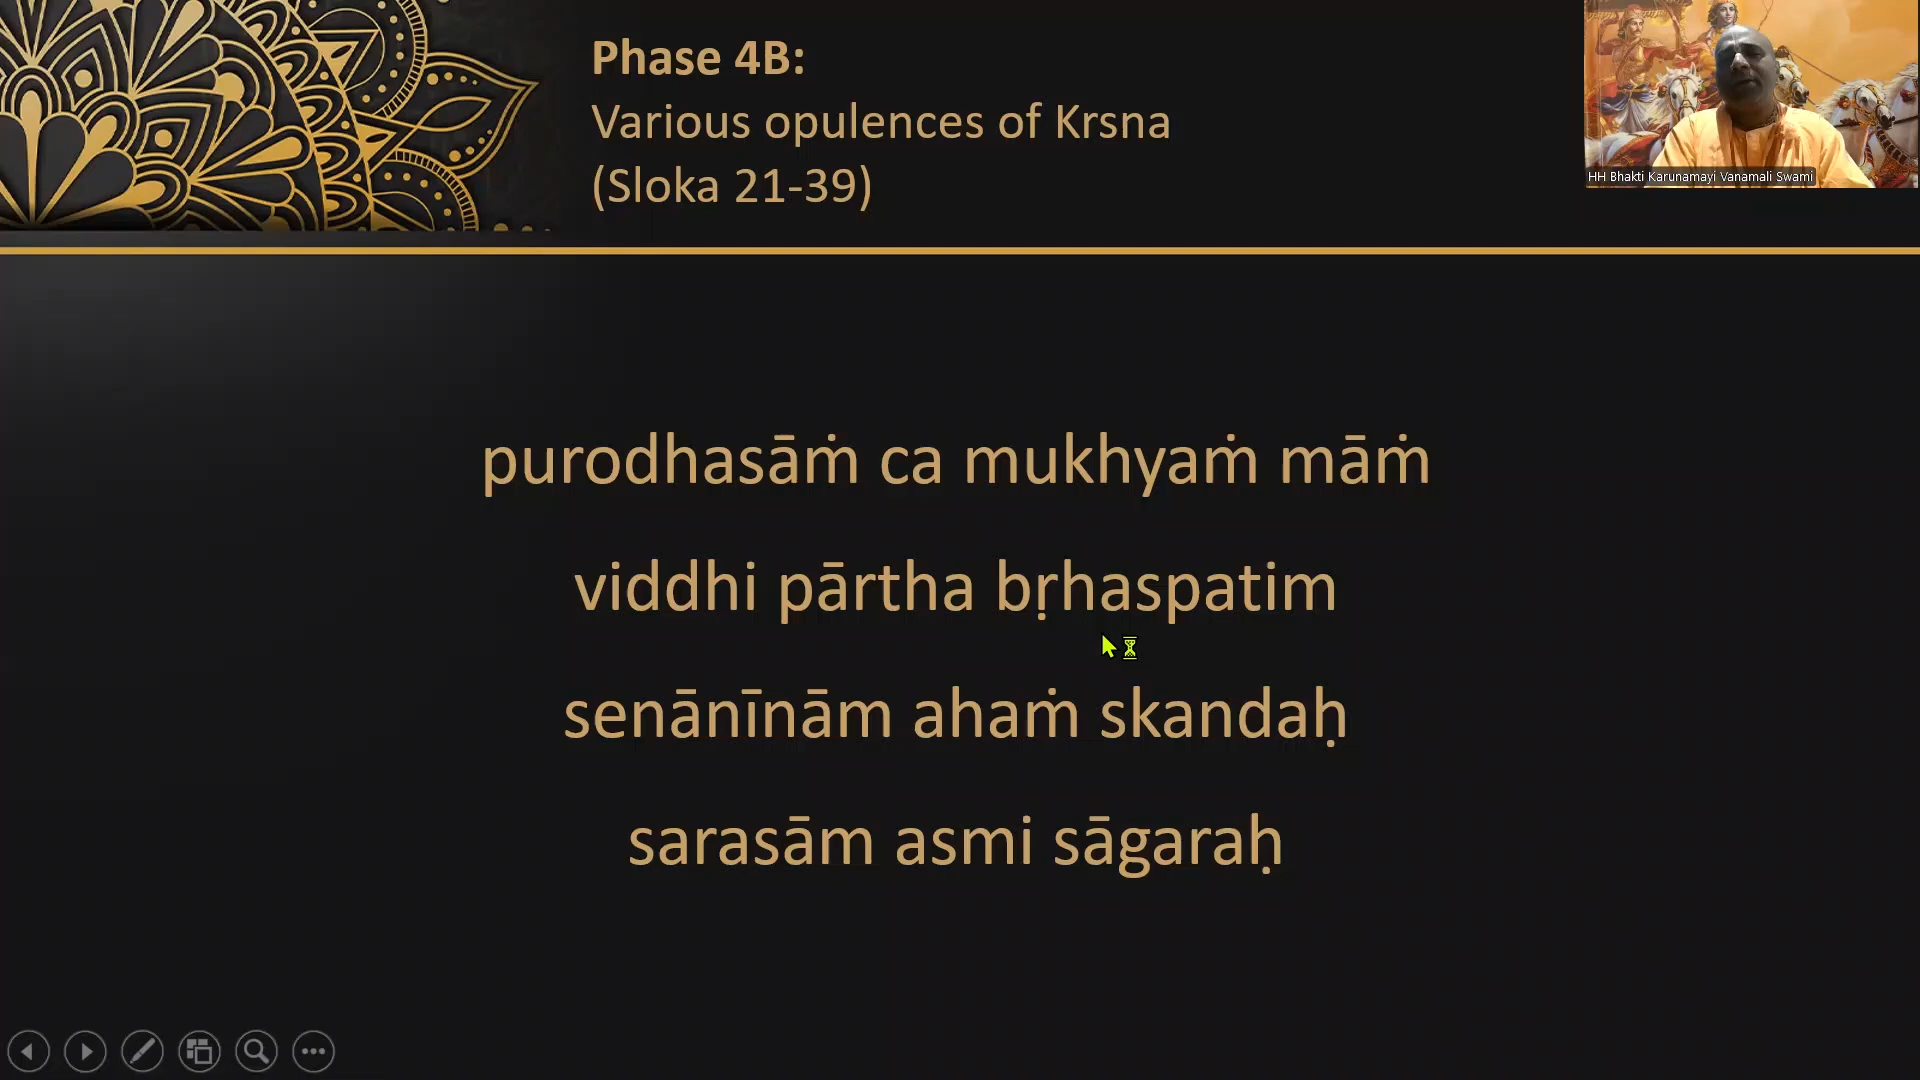 Phase 4B:
Various opulences of Krsna
(Sloka 21-39)
HH Bhakti Karunamayi Vanamali Swami
purodhasāṁ ca mukhyaṁ māṁ
viddhi pārtha bṛhaspatim
senānīnām ahaṁ skandaḥ
sarasām asmi sāgaraḥ